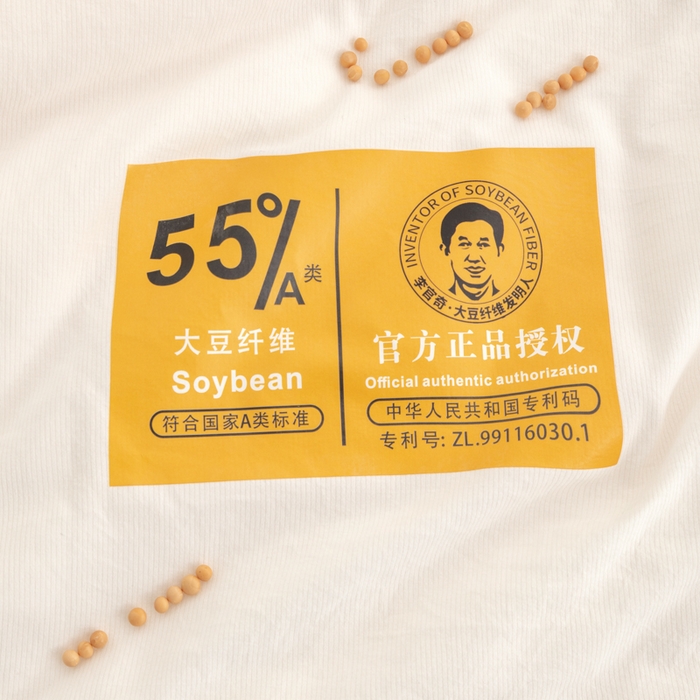 55%
A类
大豆纤维
Soybean
符合国家A类标准
INVENTOR OF SOYBEAN FIBER
李官奇·大豆纤维发明人
官方正品授权
Official authentic authorization
中华人民共和国专利码
专利号: ZL.99116030.1